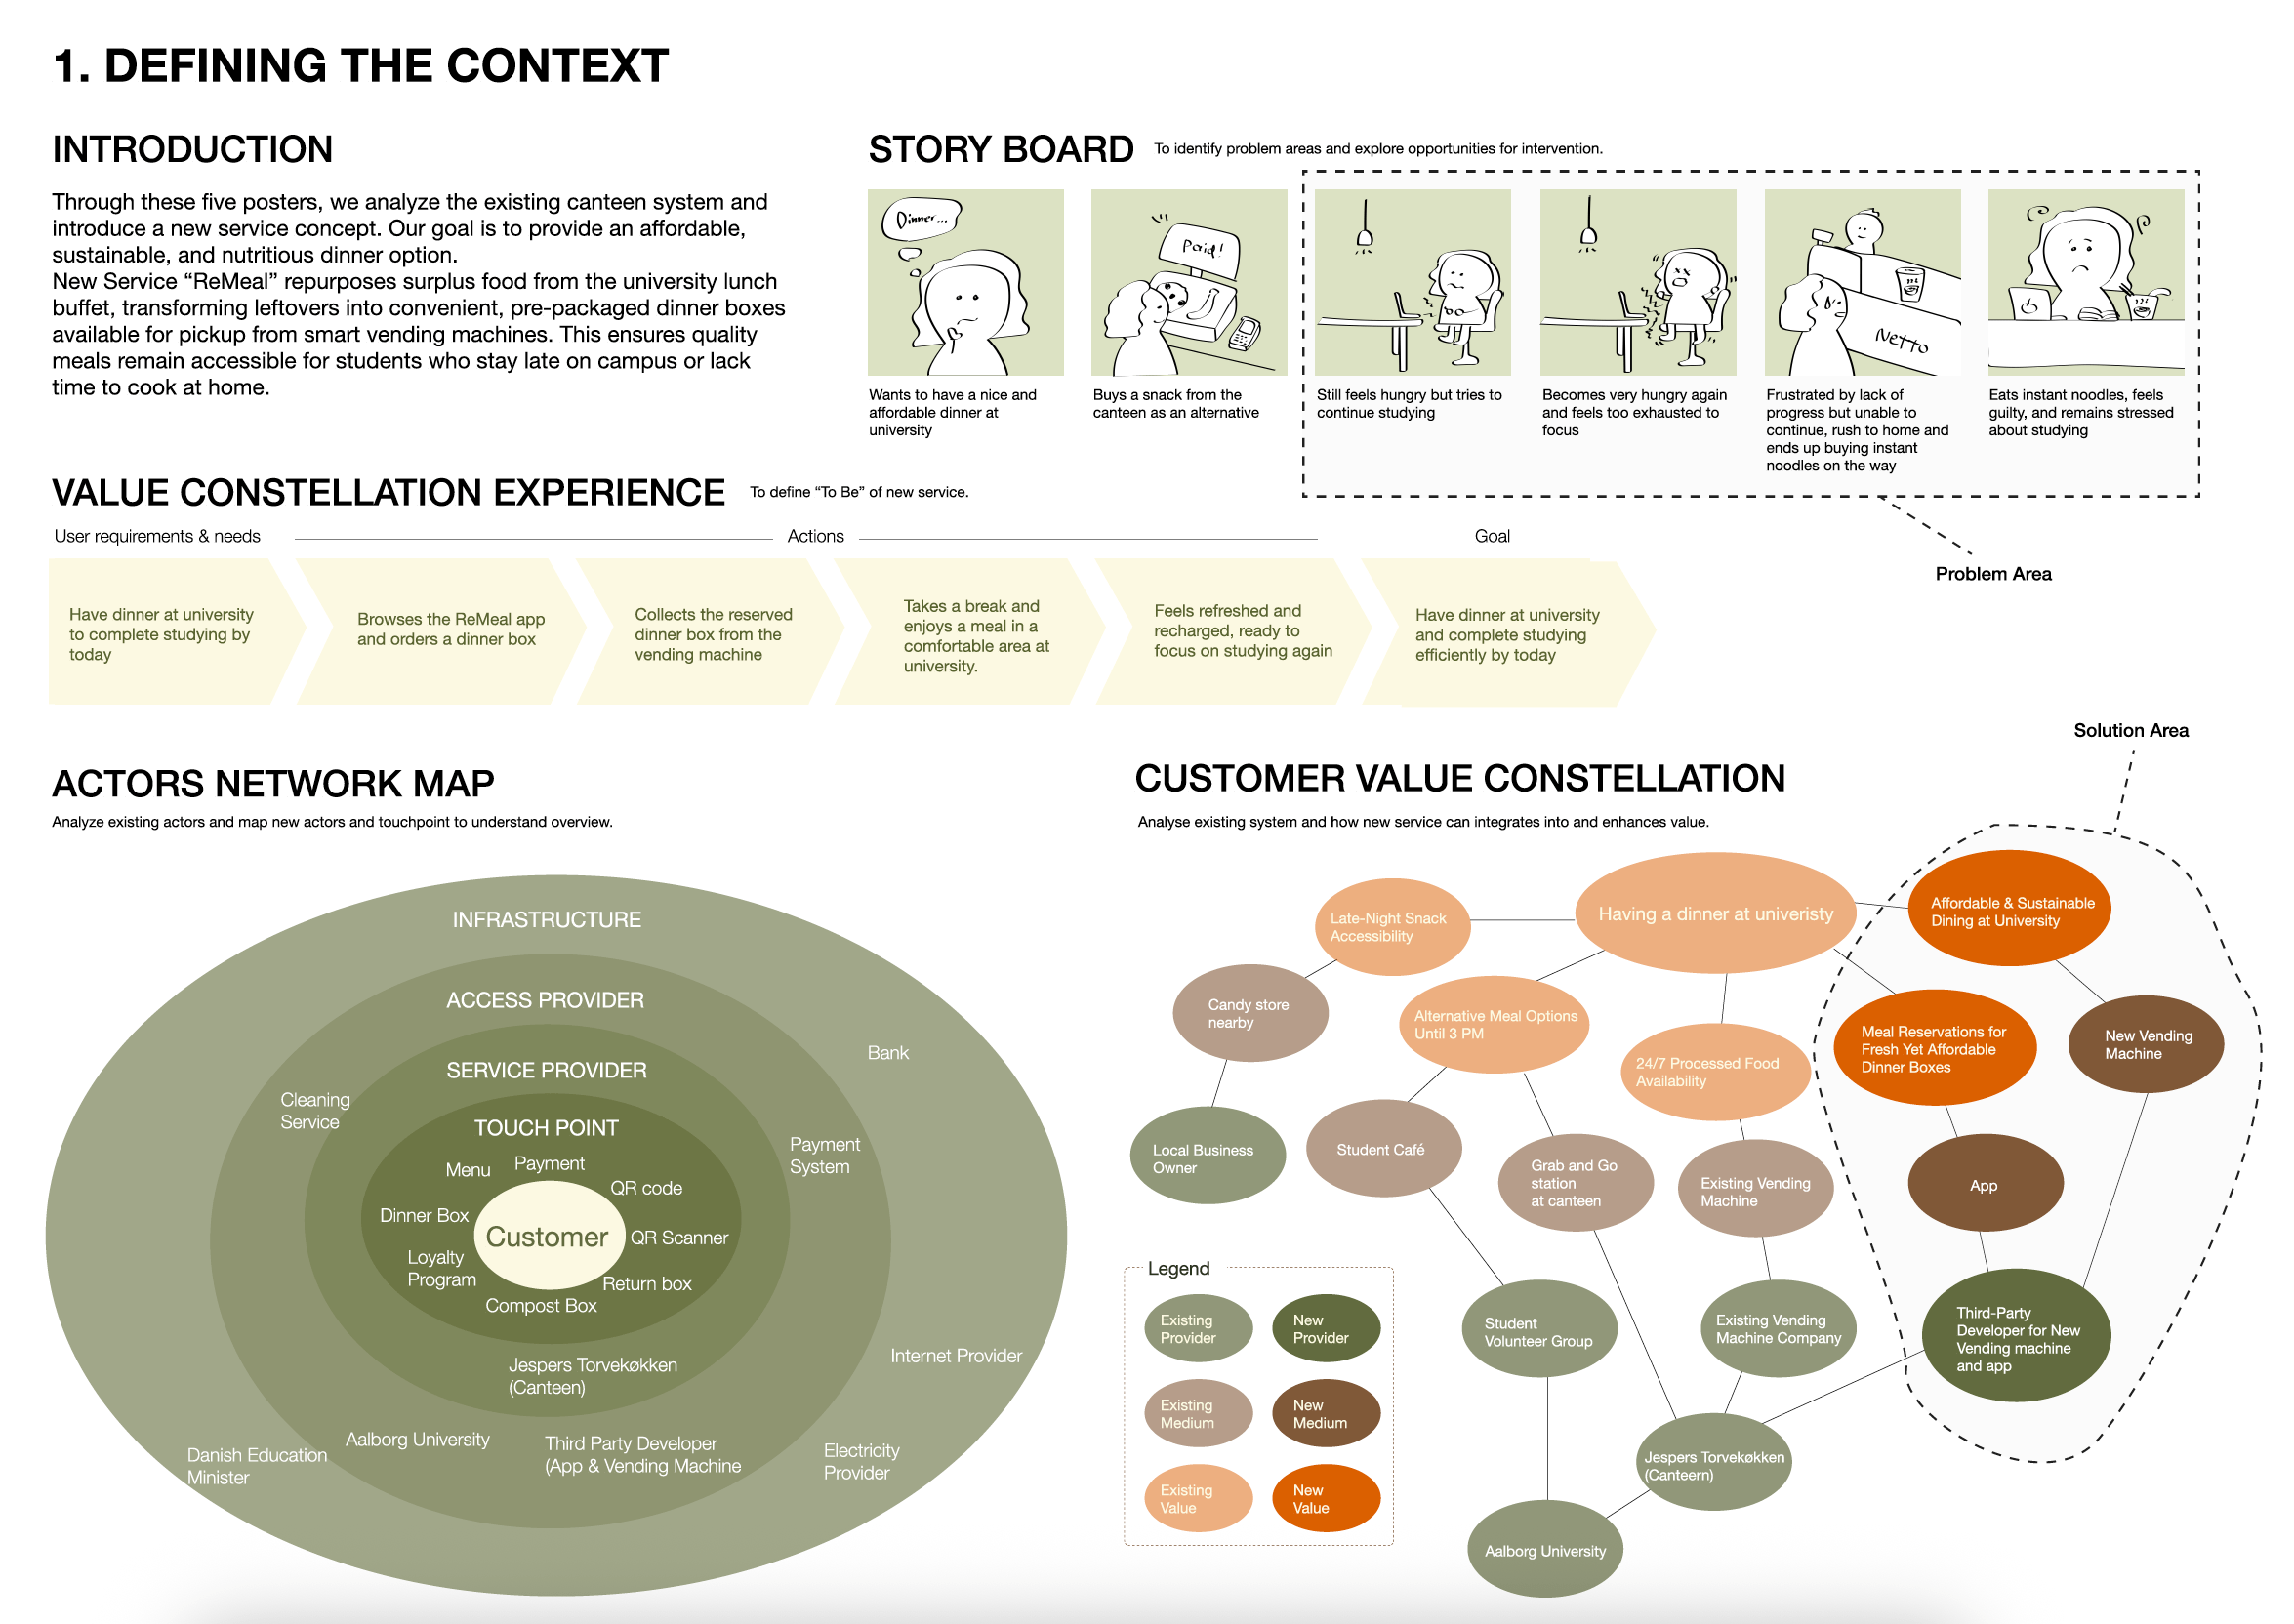 1. DEFINING THE CONTEXT
INTRODUCTION
Through these five posters, we analyze the existing canteen system and
introduce a new service concept. Our goal is to provide an affordable,
sustainable, and nutritious dinner option.
New Service “ReMeal” repurposes surplus food from the university lunch
buffet, transforming leftovers into convenient, pre-packaged dinner boxes
available for pickup from smart vending machines. This ensures quality
meals remain accessible for students who stay late on campus or lack
time to cook at home.
STORY BOARD
To identify problem areas and explore opportunities for intervention.
Dinner...
Paid!
Netto
Wants to have a nice and
affordable dinner at
university
Buys a snack from the
canteen as an alternative
Still feels hungry but tries to
continue studying
Becomes very hungry again
and feels too exhausted to
focus
Frustrated by lack of
progress but unable to
continue, rush to home and
ends up buying instant
noodles on the way
Eats instant noodles, feels
guilty, and remains stressed
about studying
Problem Area
VALUE CONSTELLATION EXPERIENCE
To define “To Be” of new service.
User requirements & needs
Actions
Goal
Have dinner at university
to complete studying by
today
Browses the ReMeal app
and orders a dinner box
Collects the reserved
dinner box from the
vending machine
Takes a break and
enjoys a meal in a
comfortable area at
university.
Feels refreshed and
recharged, ready to
focus on studying again
Have dinner at university
and complete studying
efficiently by today
ACTORS NETWORK MAP
Analyze existing actors and map new actors and touchpoint to understand overview.
INFRASTRUCTURE
ACCESS PROVIDER
Bank
SERVICE PROVIDER
Cleaning
Service
TOUCH POINT
Payment
System
Menu
Payment
QR code
Dinner Box
Customer
QR Scanner
Loyalty
Program
Return box
Compost Box
Internet Provider
Jespers Torvekøkken
(Canteen)
Aalborg University
Third Party Developer
(App & Vending Machine
Danish Education
Minister
Electricity
Provider
CUSTOMER VALUE CONSTELLATION
Analyse existing system and how new service can integrates into and enhances value.
Solution Area
Late-Night Snack
Accessibility
Having a dinner at univeristy
Affordable & Sustainable
Dining at University
Candy store
nearby
Alternative Meal Options
Until 3 PM
24/7 Processed Food
Availability
Meal Reservations for
Fresh Yet Affordable
Dinner Boxes
New Vending
Machine
Local Business
Owner
Student Café
Grab and Go
station
at canteen
Existing Vending
Machine
App
Student
Volunteer Group
Existing Vending
Machine Company
Third-Party
Developer for New
Vending machine
and app
Jespers Torvekøkken
(Canteern)
Aalborg University
Legend
Existing
Provider
New
Provider
Existing
Medium
New
Medium
Existing
Value
New
Value